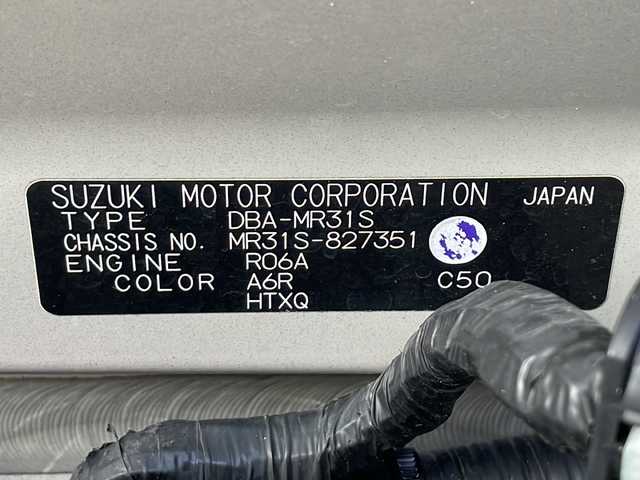 SUZUKI MOTOR CORPORATION JAPAN
TYPE DBA-MR31S
CHASSIS NO. MR31S-827351
ENGINE R06A
COLOR A6R C50
HTXQ